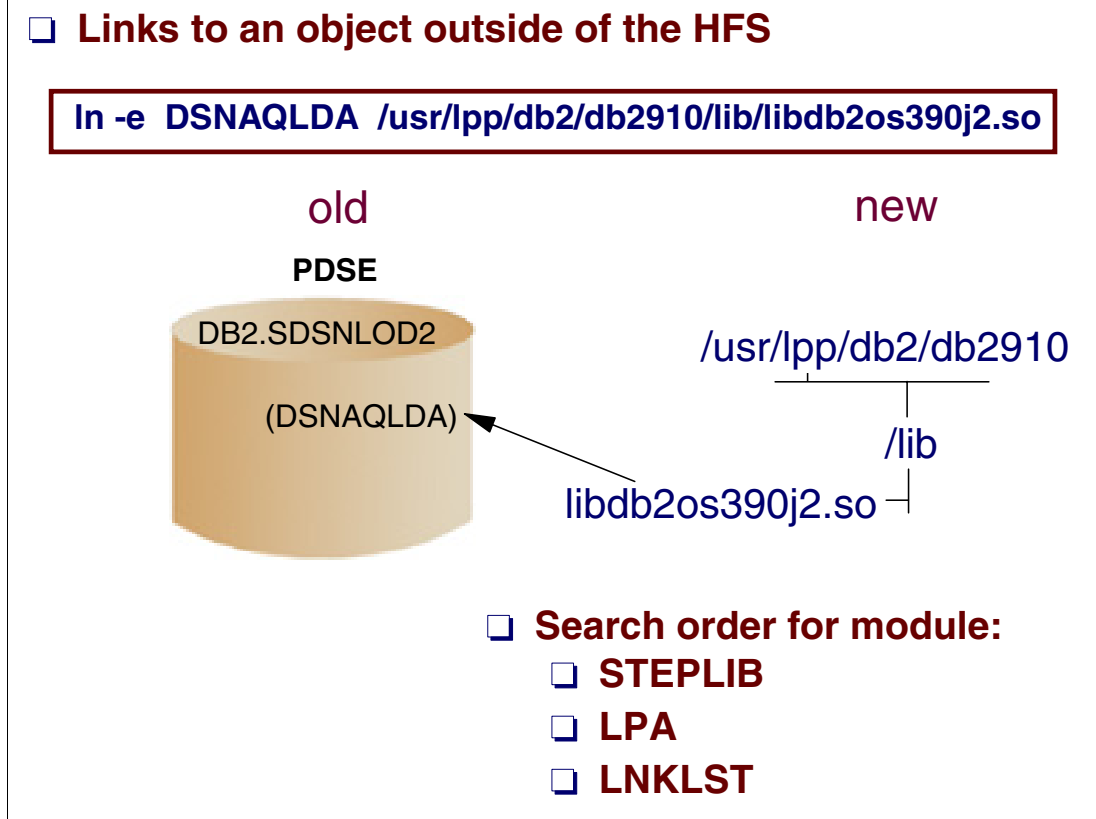 Links to an object outside of the HFS
ln -e DSNAQLDA /usr/lpp/db2/db2910/lib/libdb2os390j2.so
old
new
PDSE
DB2.SDSNLOD2
(DSNAQLDA)
/usr/lpp/db2/db2910
/lib
libdb2os390j2.so
Search order for module:
STEPLIB
LPA
LNKLST